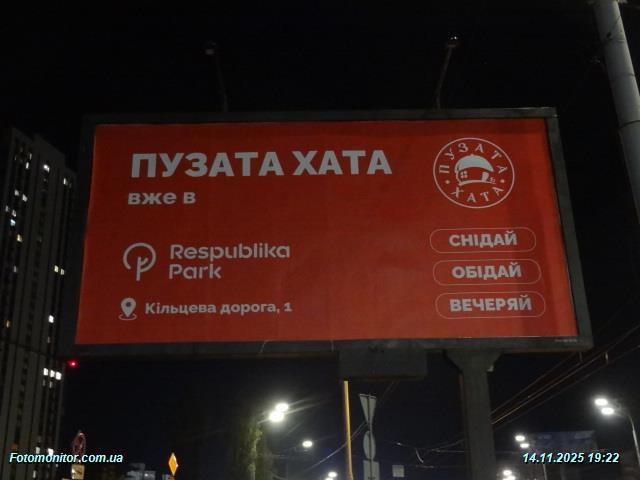 ПУЗАТА ХАТА
вже в
ПУЗАТА
ХАТА
Respublika
Park
Кільцева дорога, 1
СНІДАЙ
ОБІДАЙ
ВЕЧЕРЯЙ
Fotomonitor.com.ua
14.11.2025 19:22